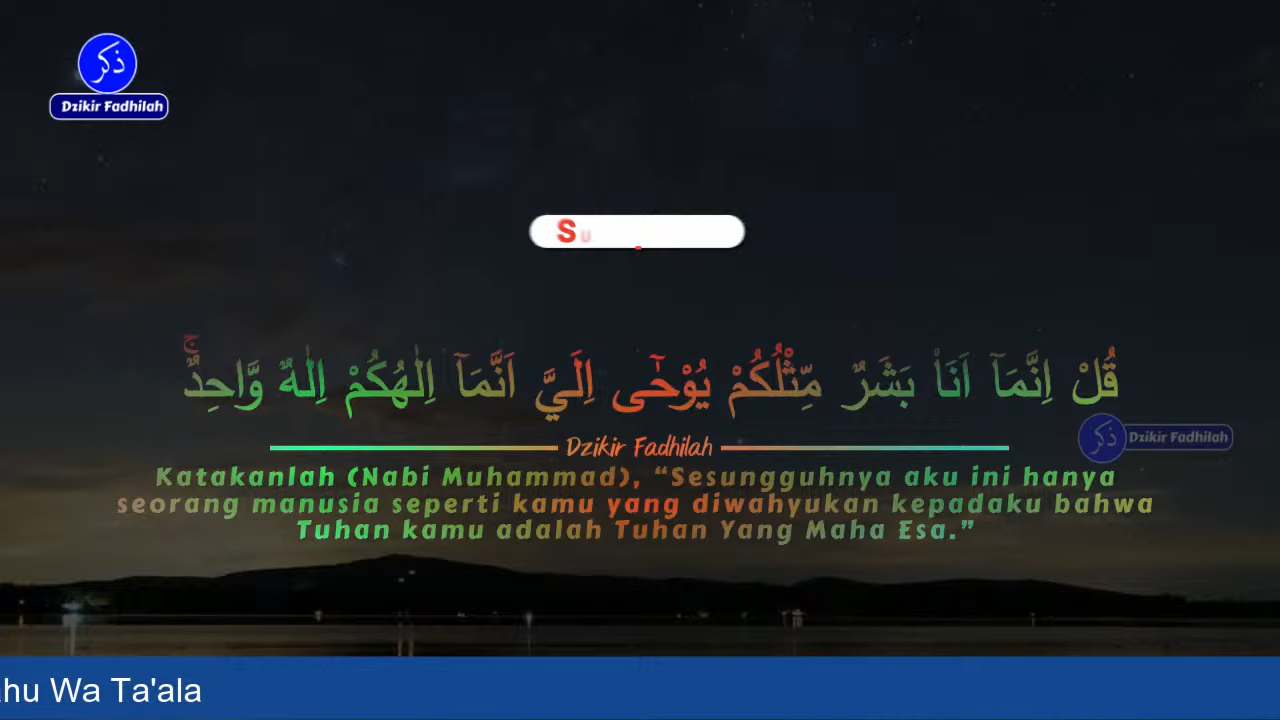 ذكر
Dzikir Fadhilah
Su
قُلْ اِنَّمَآ اَنَا۠ بَشَرٌ مِّثْلُكُمْ يُوْحٰٓى اِلَيَّ اَنَّمَآ اِلٰهُكُمْ اِلٰهٌ وَّاحِدٌۚ
Dzikir Fadhilah
ذكر Dzikir Fadhilah
Katakanlah (Nabi Muhammad), “Sesungguhnya aku ini hanya
seorang manusia seperti kamu yang diwahyukan kepadaku bahwa
Tuhan kamu adalah Tuhan Yang Maha Esa.”
ahu Wa Ta'ala